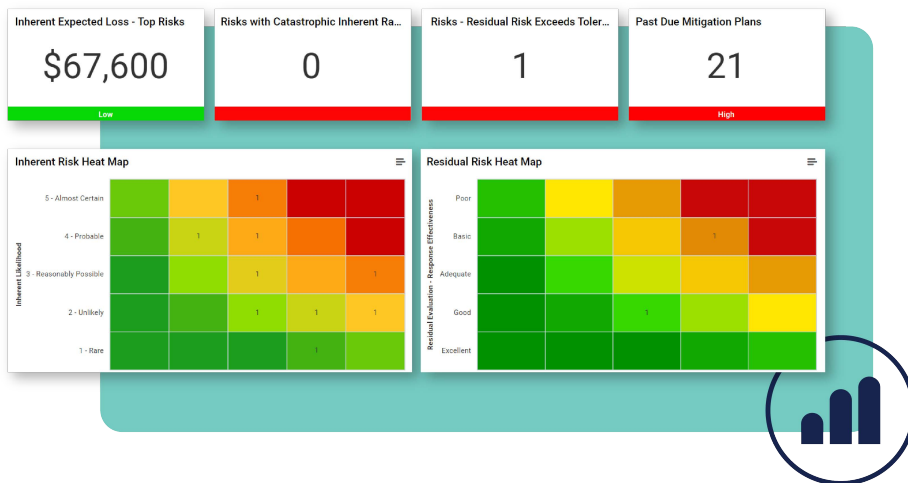 Inherent Expected Loss - Top Risks
$67,600
Low
Risks with Catastrophic Inherent Ra...
0
Risks - Residual Risk Exceeds Toler...
1
Past Due Mitigation Plans
21
High
Inherent Risk Heat Map
Inherent Likelihood
5 - Almost Certain
1
4 - Probable
1 1
3 - Reasonably Possible
1 1
2 - Unlikely
1 1 1
1 - Rare
1
Residual Risk Heat Map
Residual Evaluation - Response Effectiveness
Poor
Basic
1
Adequate
Good
1
Excellent